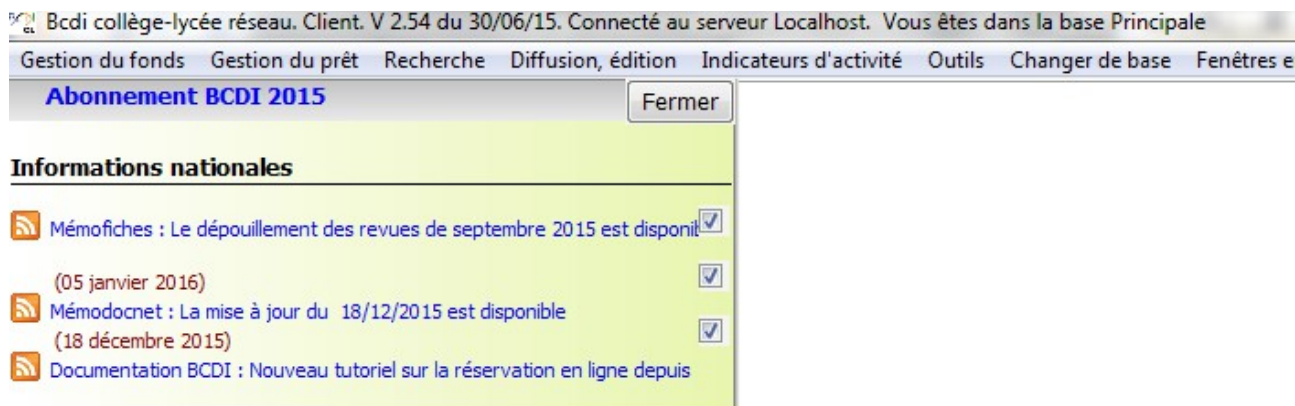 Bcdi collège-lycée réseau. Client. V 2.54 du 30/06/15. Connecté au serveur Localhost. Vous êtes dans la base Principale
Gestion du fonds Gestion du prêt Recherche Diffusion, édition Indicateurs d'activité Outils Changer de base Fenêtres e
Abonnement BCDI 2015 Fermer
Informations nationales
Mémofiches : Le dépouillement des revues de septembre 2015 est disponib
(05 janvier 2016)
Mémodocnet : La mise à jour du 18/12/2015 est disponible
(18 décembre 2015)
Documentation BCDI : Nouveau tutoriel sur la réservation en ligne depuis